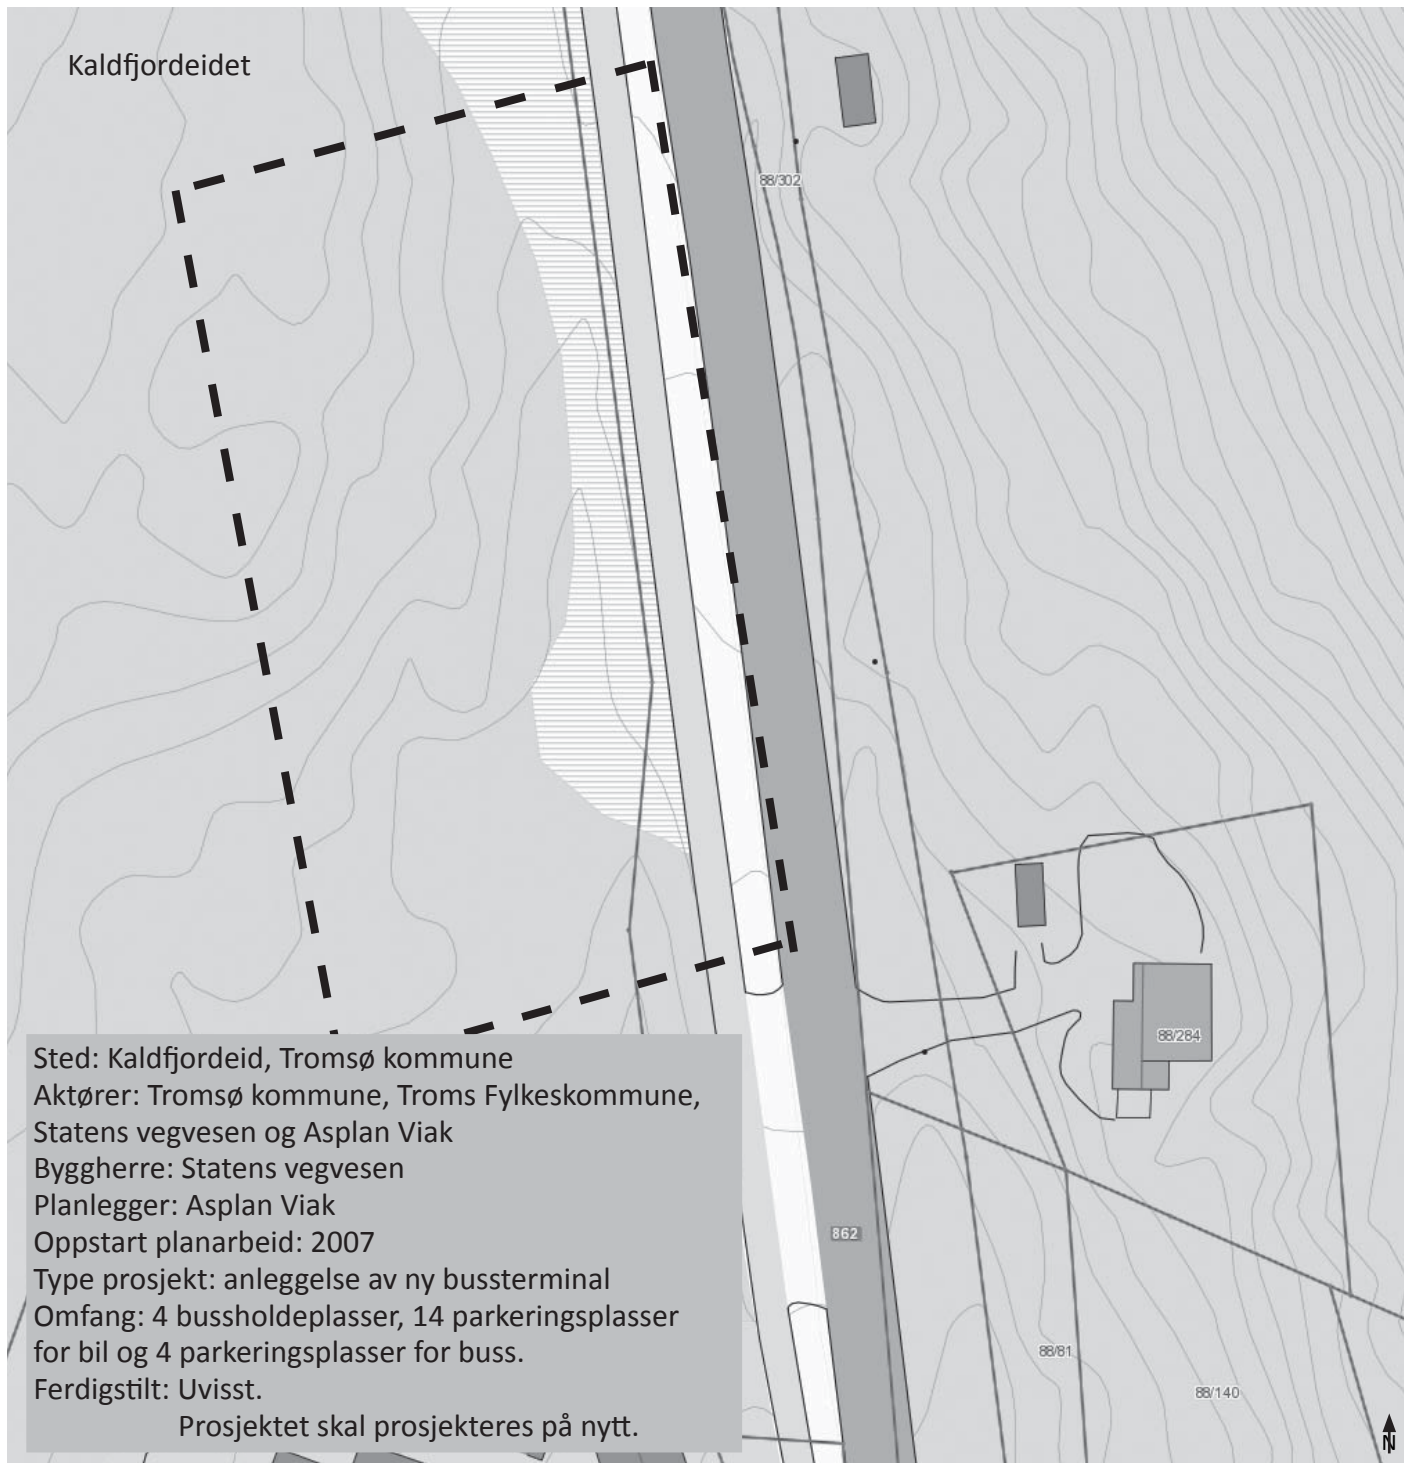 Kaldfjordeidet
88/302
88/284
862
88/81
88/140
N
Sted: Kaldfjordeid, Tromsø kommune
Aktører: Tromsø kommune, Troms Fylkeskommune,
Statens vegvesen og Asplan Viak
Byggherre: Statens vegvesen
Planlegger: Asplan Viak
Oppstart planarbeid: 2007
Type prosjekt: anleggelse av ny bussterminal
Omfang: 4 bussholdeplasser, 14 parkeringsplasser
for bil og 4 parkeringsplasser for buss.
Ferdigstilt: Uvisst.
Prosjektet skal prosjekteres på nytt.